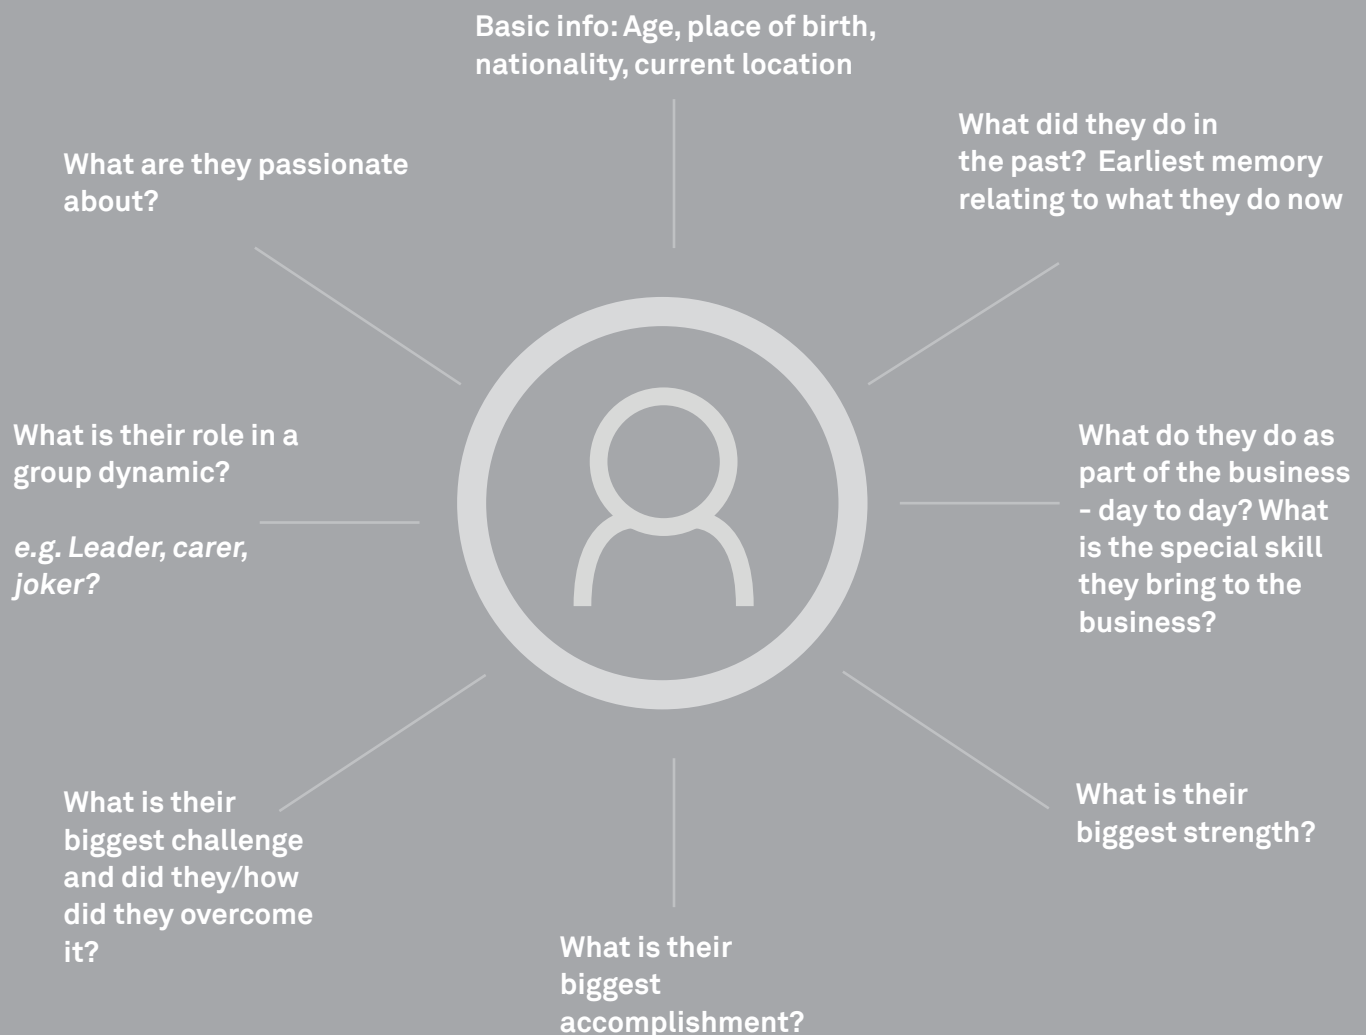 Basic info: Age, place of birth,
nationality, current location
What did they do in
the past?  Earliest memory
relating to what they do now
What are they passionate
about?
What is their role in a
group dynamic?
e.g. Leader, carer,
joker?
What do they do as
part of the business
- day to day? What
is the special skill
they bring to the
business?
What is their
biggest challenge
and did they/how
did they overcome
it?
What is their
biggest strength?
What is their
biggest
accomplishment?